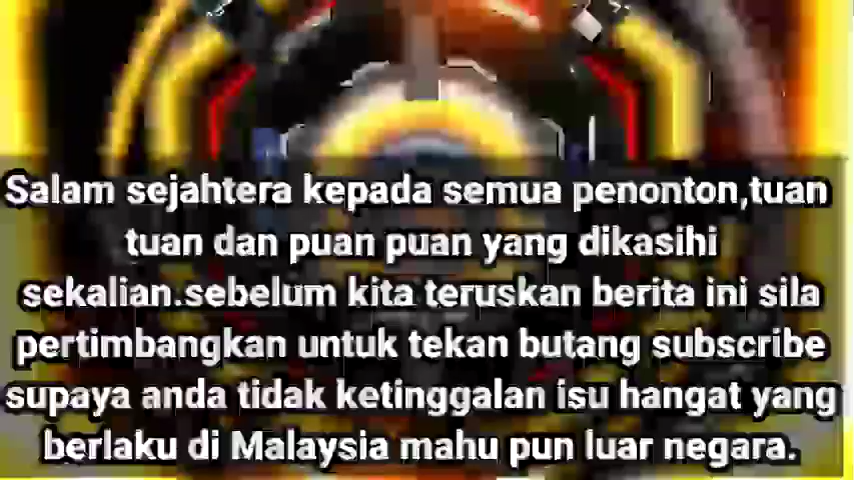 Salam sejahtera kepada semua penonton,tuan
tuan dan puan puan yang dikasihi
sekalian.sebelum kita teruskan berita ini sila
pertimbangkan untuk tekan butang subscribe
supaya anda tidak ketinggalan isu hangat yang
berlaku di Malaysia mahu pun luar negara.